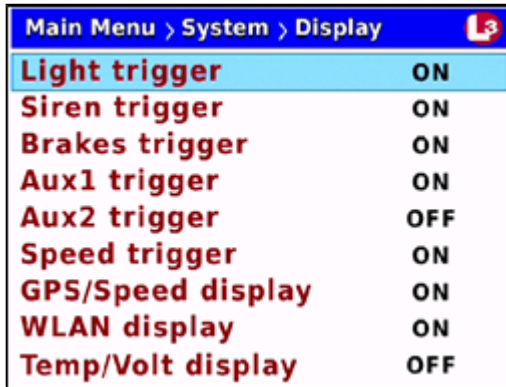 Main Menu > System > Display L3
Light trigger ON
Siren trigger ON
Brakes trigger ON
Aux1 trigger ON
Aux2 trigger OFF
Speed trigger ON
GPS/Speed display ON
WLAN display ON
Temp/Volt display OFF